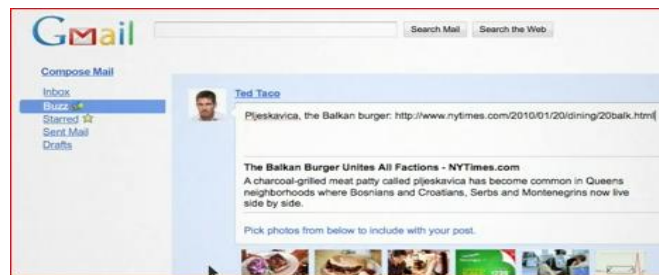 Gmail
Search Mail Search the Web
Compose Mail
Inbox
Buzz
Starred
Sent Mail
Drafts
Ted Taco
Pljeskavica, the Balkan burger: http://www.nytimes.com/2010/01/20/dining/20balk.html
The Balkan Burger Unites All Factions - NYTimes.com
A charcoal-grilled meat patty called pljeskavica has become common in Queens
neighborhoods where Bosnians and Croatians, Serbs and Montenegrins now live
side by side.
Pick photos from below to include with your post.